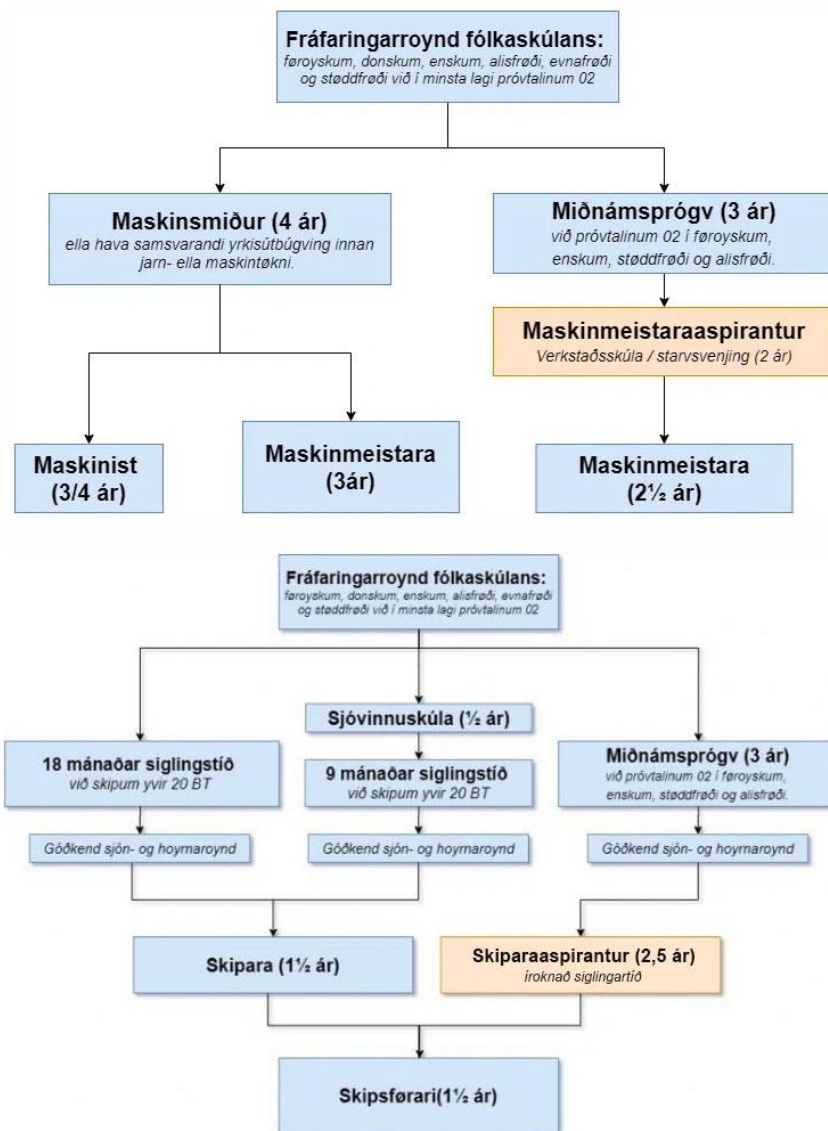 Fráfaringarroynd fólkaskúlans:
føroyskum, donskum, enskum, alisfrøði, evnafrøði
og støddfrøði við í minsta lagi próvtalinum 02
Maskinsmiður (4 ár)
ella hava samsvarandi yrkisútbúgving innan
jarn- ella maskintøkni.
Miðnámsprógv (3 ár)
við próvtalinum 02 í føroyskum,
enskum, støddfrøði og alisfrøði.
Maskinmeistaraaspirantur
Verkstaðsskúla / starvsvenjing (2 ár)
Maskinist
(3/4 ár)
Maskinmeistara
(3ár)
Maskinmeistara
(2½ ár)
Fráfaringarroynd fólkaskúlans:
føroyskum, donskum, enskum, alisfrøði, evnafrøði
og støddfrøði við í minsta lagi próvtalinum 02
18 mánaðar siglingstíð
við skipum yvir 20 BT
Sjóvinnuskúla (½ ár)
9 mánaðar siglingstíð
við skipum yvir 20 BT
Miðnámsprógv (3 ár)
við próvtalinum 02 í føroyskum,
enskum, støddfrøði og alisfrøði.
Góðkend sjón- og hoyrnaroynd
Góðkend sjón- og hoyrnaroynd
Góðkend sjón- og hoyrnaroynd
Skipara (1½ ár)
Skiparaaspirantur (2,5 ár)
íroknað siglingartíð
Skipsførari(1½ ár)